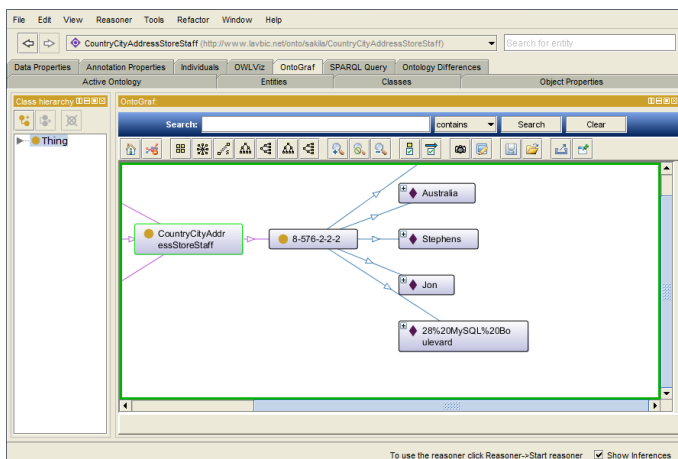 File Edit View Reasoner Tools Refactor Window Help
CountryCityAddressStoreStaff (http://www.lavbic.net/onto/sakila/CountryCityAddressStoreStaff)
Search for entity
Data Properties Annotation Properties Individuals OWLViz OntoGraf SPARQL Query Ontology Differences
Active Ontology Entities Classes Object Properties
Class hierarchy
OntoGraf:
Search: contains Search Clear
Thing
Australia
CountryCityAddr
essStoreStaff
8-576-2-2-2
Stephens
Jon
28%20MySQL%20Bo
ulevard
To use the reasoner click Reasoner->Start reasoner Show Inferences